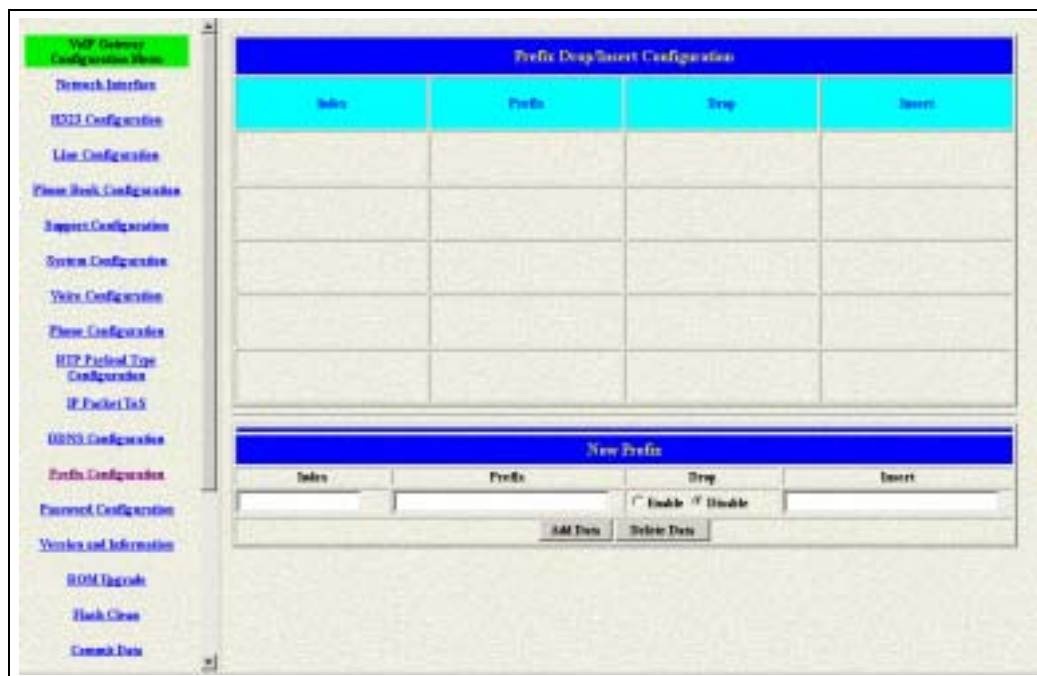 VoIP Gateway
Configuration Menu
Network Interface
H323 Configuration
Line Configuration
Phone Book Configuration
Support Configuration
System Configuration
Voice Configuration
Phone Configuration
RTP Payload Type
Configuration
IP Packet ToS
DDNS Configuration
Prefix Configuration
Password Configuration
Version and Information
ROM Upgrade
Flash Clean
Commit Data
Prefix Drop/Insert Configuration
Index Prefix Drop Insert
New Prefix
Index Prefix Drop Insert
Enable Disable
Add Data Delete Data